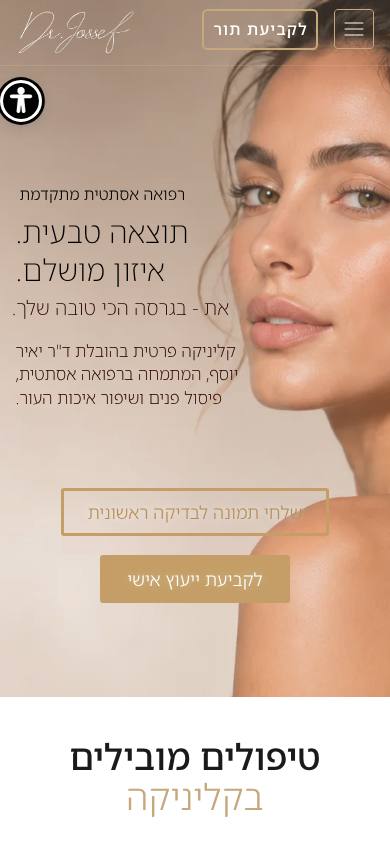 Dr. Jossef
לקביעת תור
רפואה אסתטית מתקדמת
תוצאה טבעית.
איזון מושלם.
את - בגרסה הכי טובה שלך.
קליניקה פרטית בהובלת ד"ר יאיר
יוסף, המתמחה ברפואה אסתטית,
פיסול פנים ושיפור איכות העור.
שלחי תמונה לבדיקה ראשונית
לקביעת ייעוץ אישי
טיפולים מובילים
בקליניקה